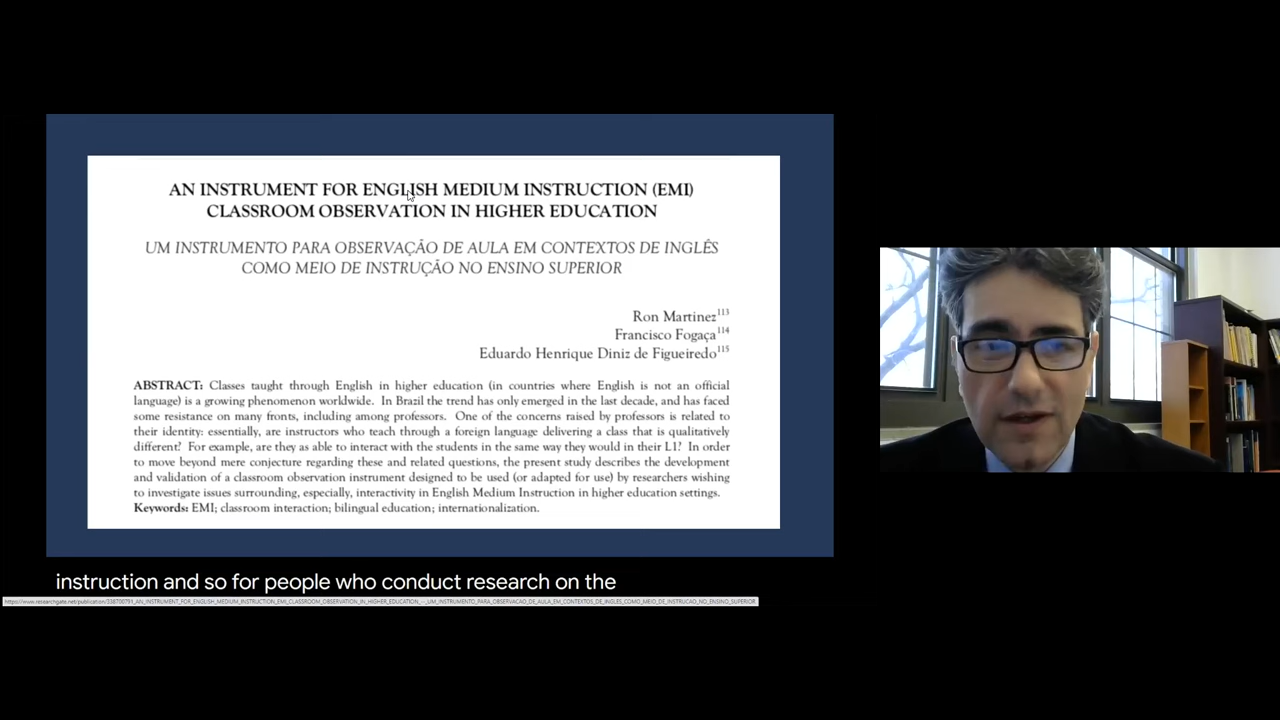 AN INSTRUMENT FOR ENGLISH MEDIUM INSTRUCTION (EMI)
CLASSROOM OBSERVATION IN HIGHER EDUCATION
UM INSTRUMENTO PARA OBSERVAÇÃO DE AULA EM CONTEXTOS DE INGLÊS
COMO MEIO DE INSTRUÇÃO NO ENSINO SUPERIOR
Ron Martinez113
Francisco Fogaça114
Eduardo Henrique Diniz de Figueiredo115
ABSTRACT: Classes taught through English in higher education (in countries where English is not an official
language) is a growing phenomenon worldwide. In Brazil the trend has only emerged in the last decade, and has faced
some resistance on many fronts, including among professors. One of the concerns raised by professors is related to
their identity: essentially, are instructors who teach through a foreign language delivering a class that is qualitatively
different? For example, are they as able to interact with the students in the same way they would in their L1? In order
to move beyond mere conjecture regarding these and related questions, the present study describes the development
and validation of a classroom observation instrument designed to be used (or adapted for use) by researchers wishing
to investigate issues surrounding, especially, interactivity in English Medium Instruction in higher education settings.
Keywords: EMI; classroom interaction; bilingual education; internationalization.
instruction and so for people who conduct research on the